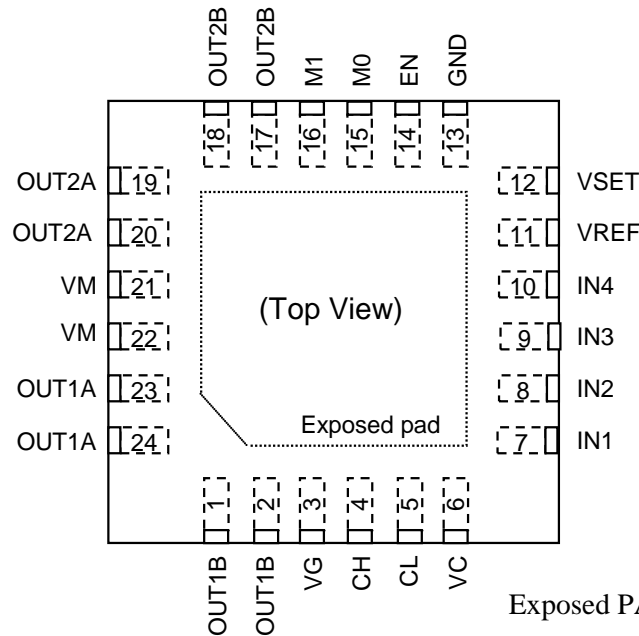 OUT2B OUT2B M1 M0 EN GND
18 17 16 15 14 13
OUT2A 19 12 VSET
OUT2A 20 11 VREF
VM 21 10 IN4
VM 22 9 IN3
OUT1A 23 8 IN2
OUT1A 24 7 IN1
(Top View)
Exposed pad
1 2 3 4 5 6
OUT1B OUT1B VG CH CL VC
Exposed PA